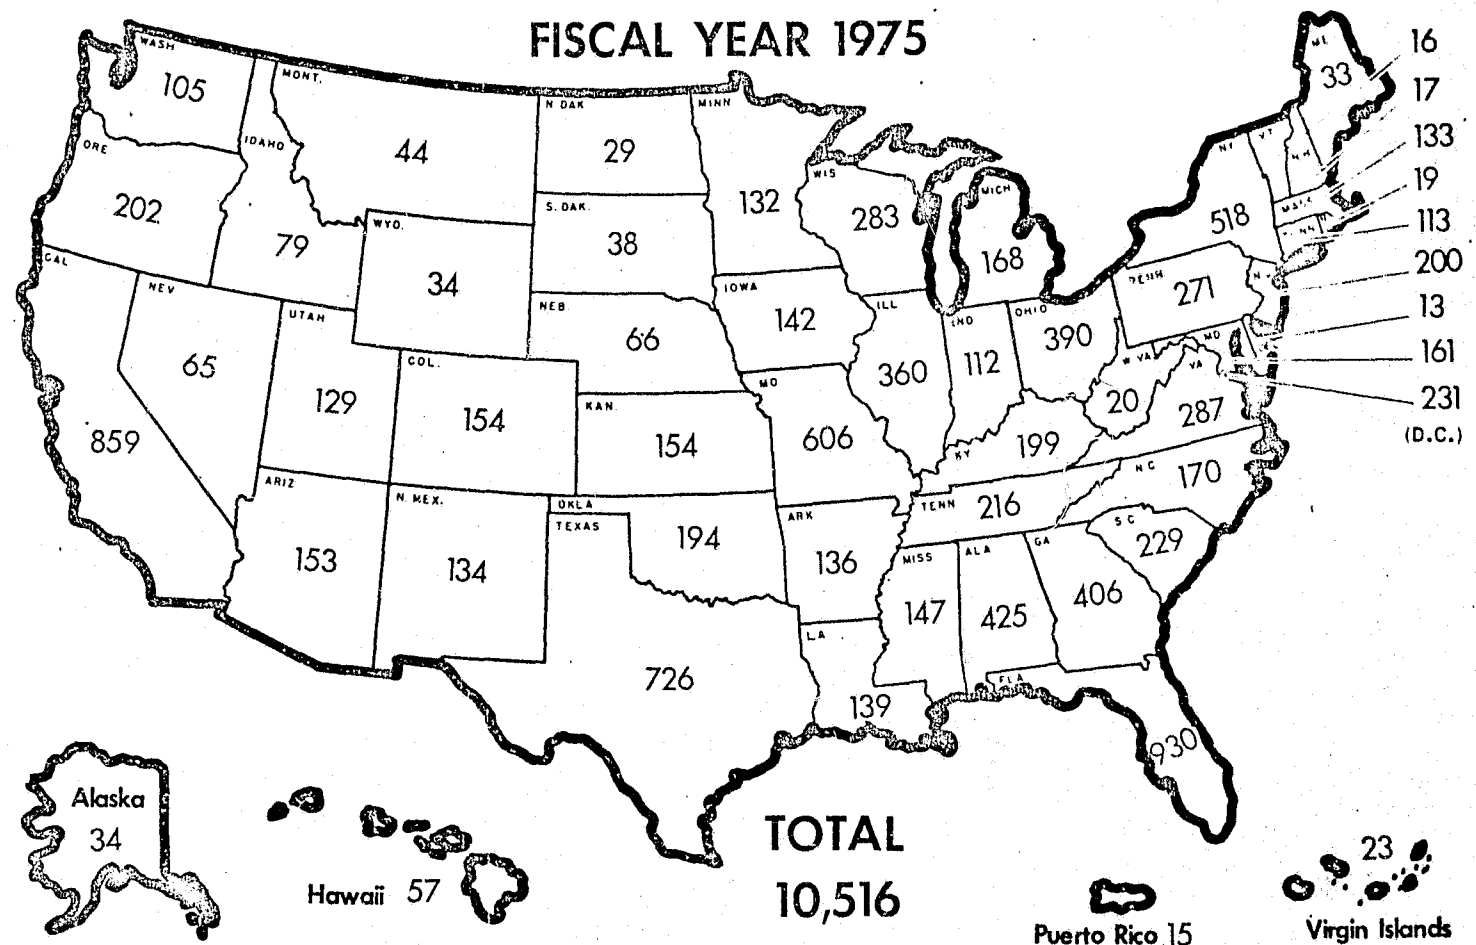 FISCAL YEAR 1975
WASH
105
MONT.
44
N DAK
29
MINN
132
ME
33
16
17
133
19
113
200
13
161
231
(D.C.)
ORE
202
IDAHO
79
WYO.
34
S. DAK.
38
WIS
283
MICH
168
NY
518
VT
NH
MASS
CAL
859
NEV
65
UTAH
129
COL.
154
NEB.
66
IOWA
142
ILL
360
IND
112
OHIO
390
PENN
271
MD
W VA
20
VA
287
KAN.
154
MO
606
KY
199
ARIZ
153
N. MEX.
134
OKLA
194
TEXAS
726
ARK
136
TENN
216
N C
170
S C
229
MISS
147
ALA
425
GA
406
LA
139
FLA
930
Alaska
34
Hawaii 57
TOTAL
10,516
Puerto Rico 15
23
Virgin Islands